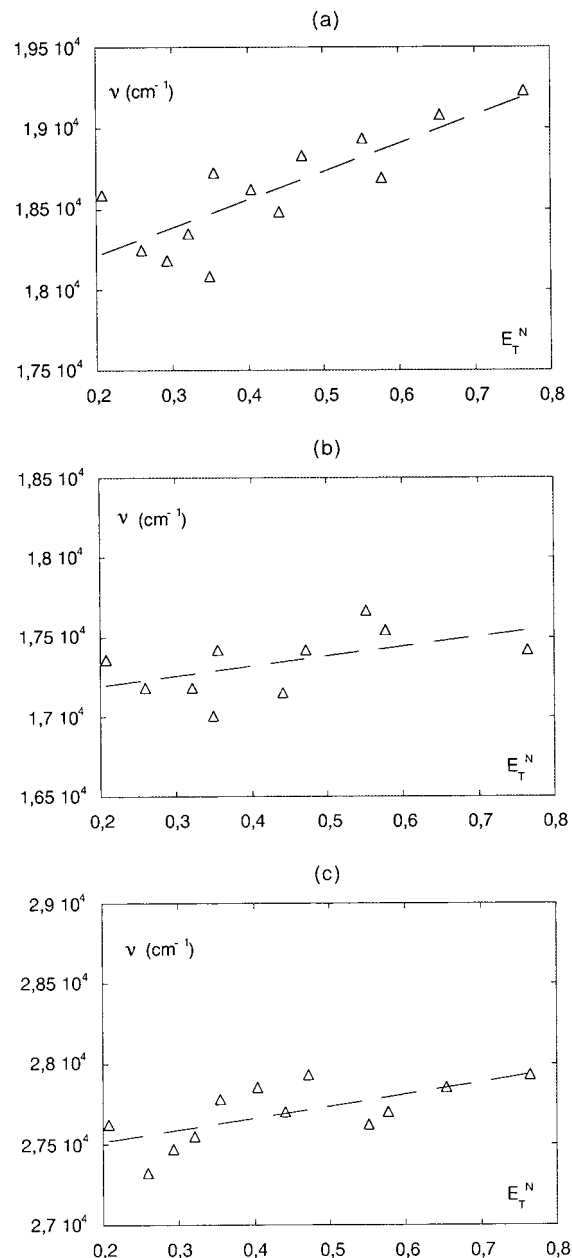 (a)
1,95 10⁴
ν (cm⁻¹)
1,9 10⁴
1,85 10⁴
1,8 10⁴
E_T^N
1,75 10⁴
0,2 0,3 0,4 0,5 0,6 0,7 0,8
(b)
1,85 10⁴
ν (cm⁻¹)
1,8 10⁴
1,75 10⁴
1,7 10⁴
E_T^N
1,65 10⁴
0,2 0,3 0,4 0,5 0,6 0,7 0,8
(c)
2,9 10⁴
ν (cm⁻¹)
2,85 10⁴
2,8 10⁴
2,75 10⁴
E_T^N
2,7 10⁴
0,2 0,3 0,4 0,5 0,6 0,7 0,8